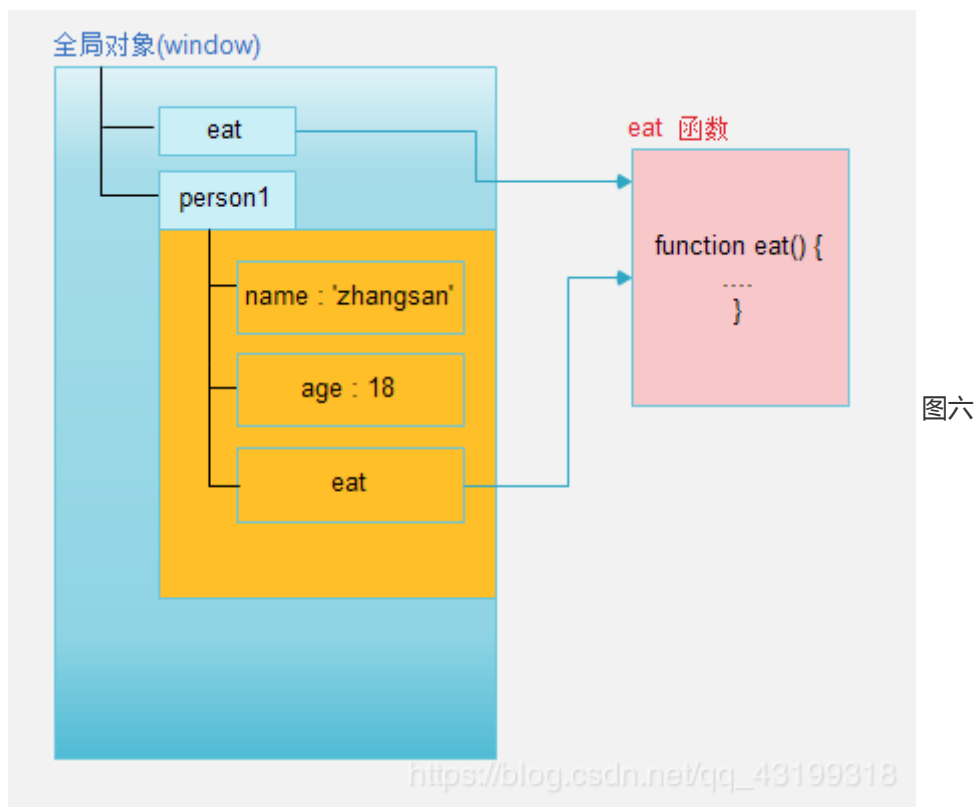 全局对象(window)
eat
eat 函数
person1
function eat() {
....
}
name : 'zhangsan'
age : 18
eat
图六
https://blog.csdn.net/qq_43199318